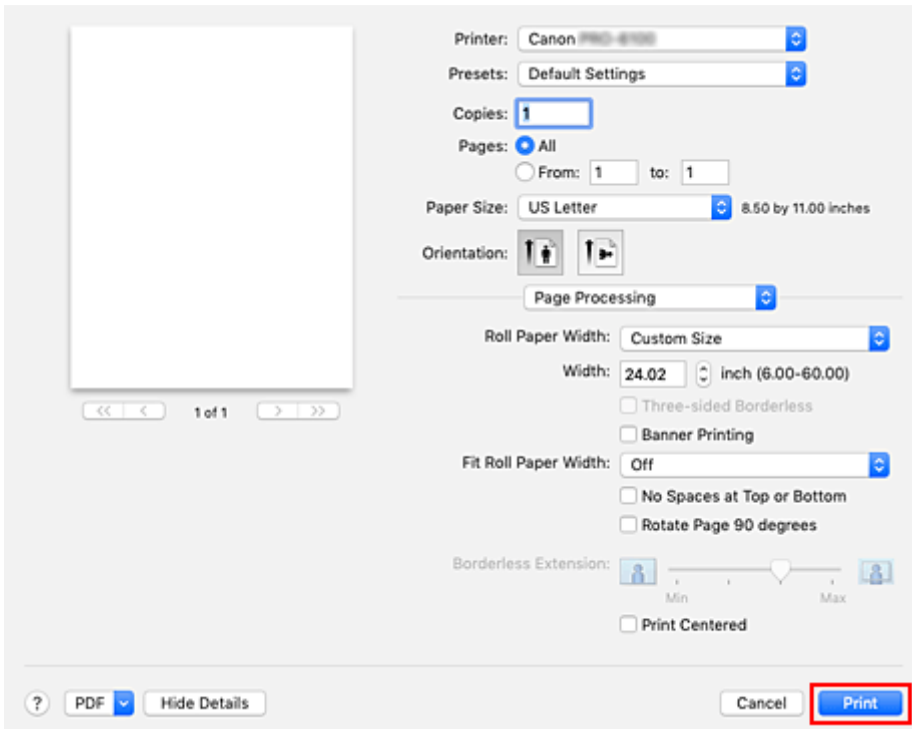 Printer: Canon
Presets: Default Settings
Copies: 1
Pages: All
From: 1 to: 1
Paper Size: US Letter 8.50 by 11.00 inches
Orientation:
Page Processing
Roll Paper Width: Custom Size
Width: 24.02 inch (6.00-60.00)
Three-sided Borderless
1 of 1
Banner Printing
Fit Roll Paper Width: Off
No Spaces at Top or Bottom
Rotate Page 90 degrees
Borderless Extension:
Min Max
Print Centered
? PDF Hide Details Cancel Print